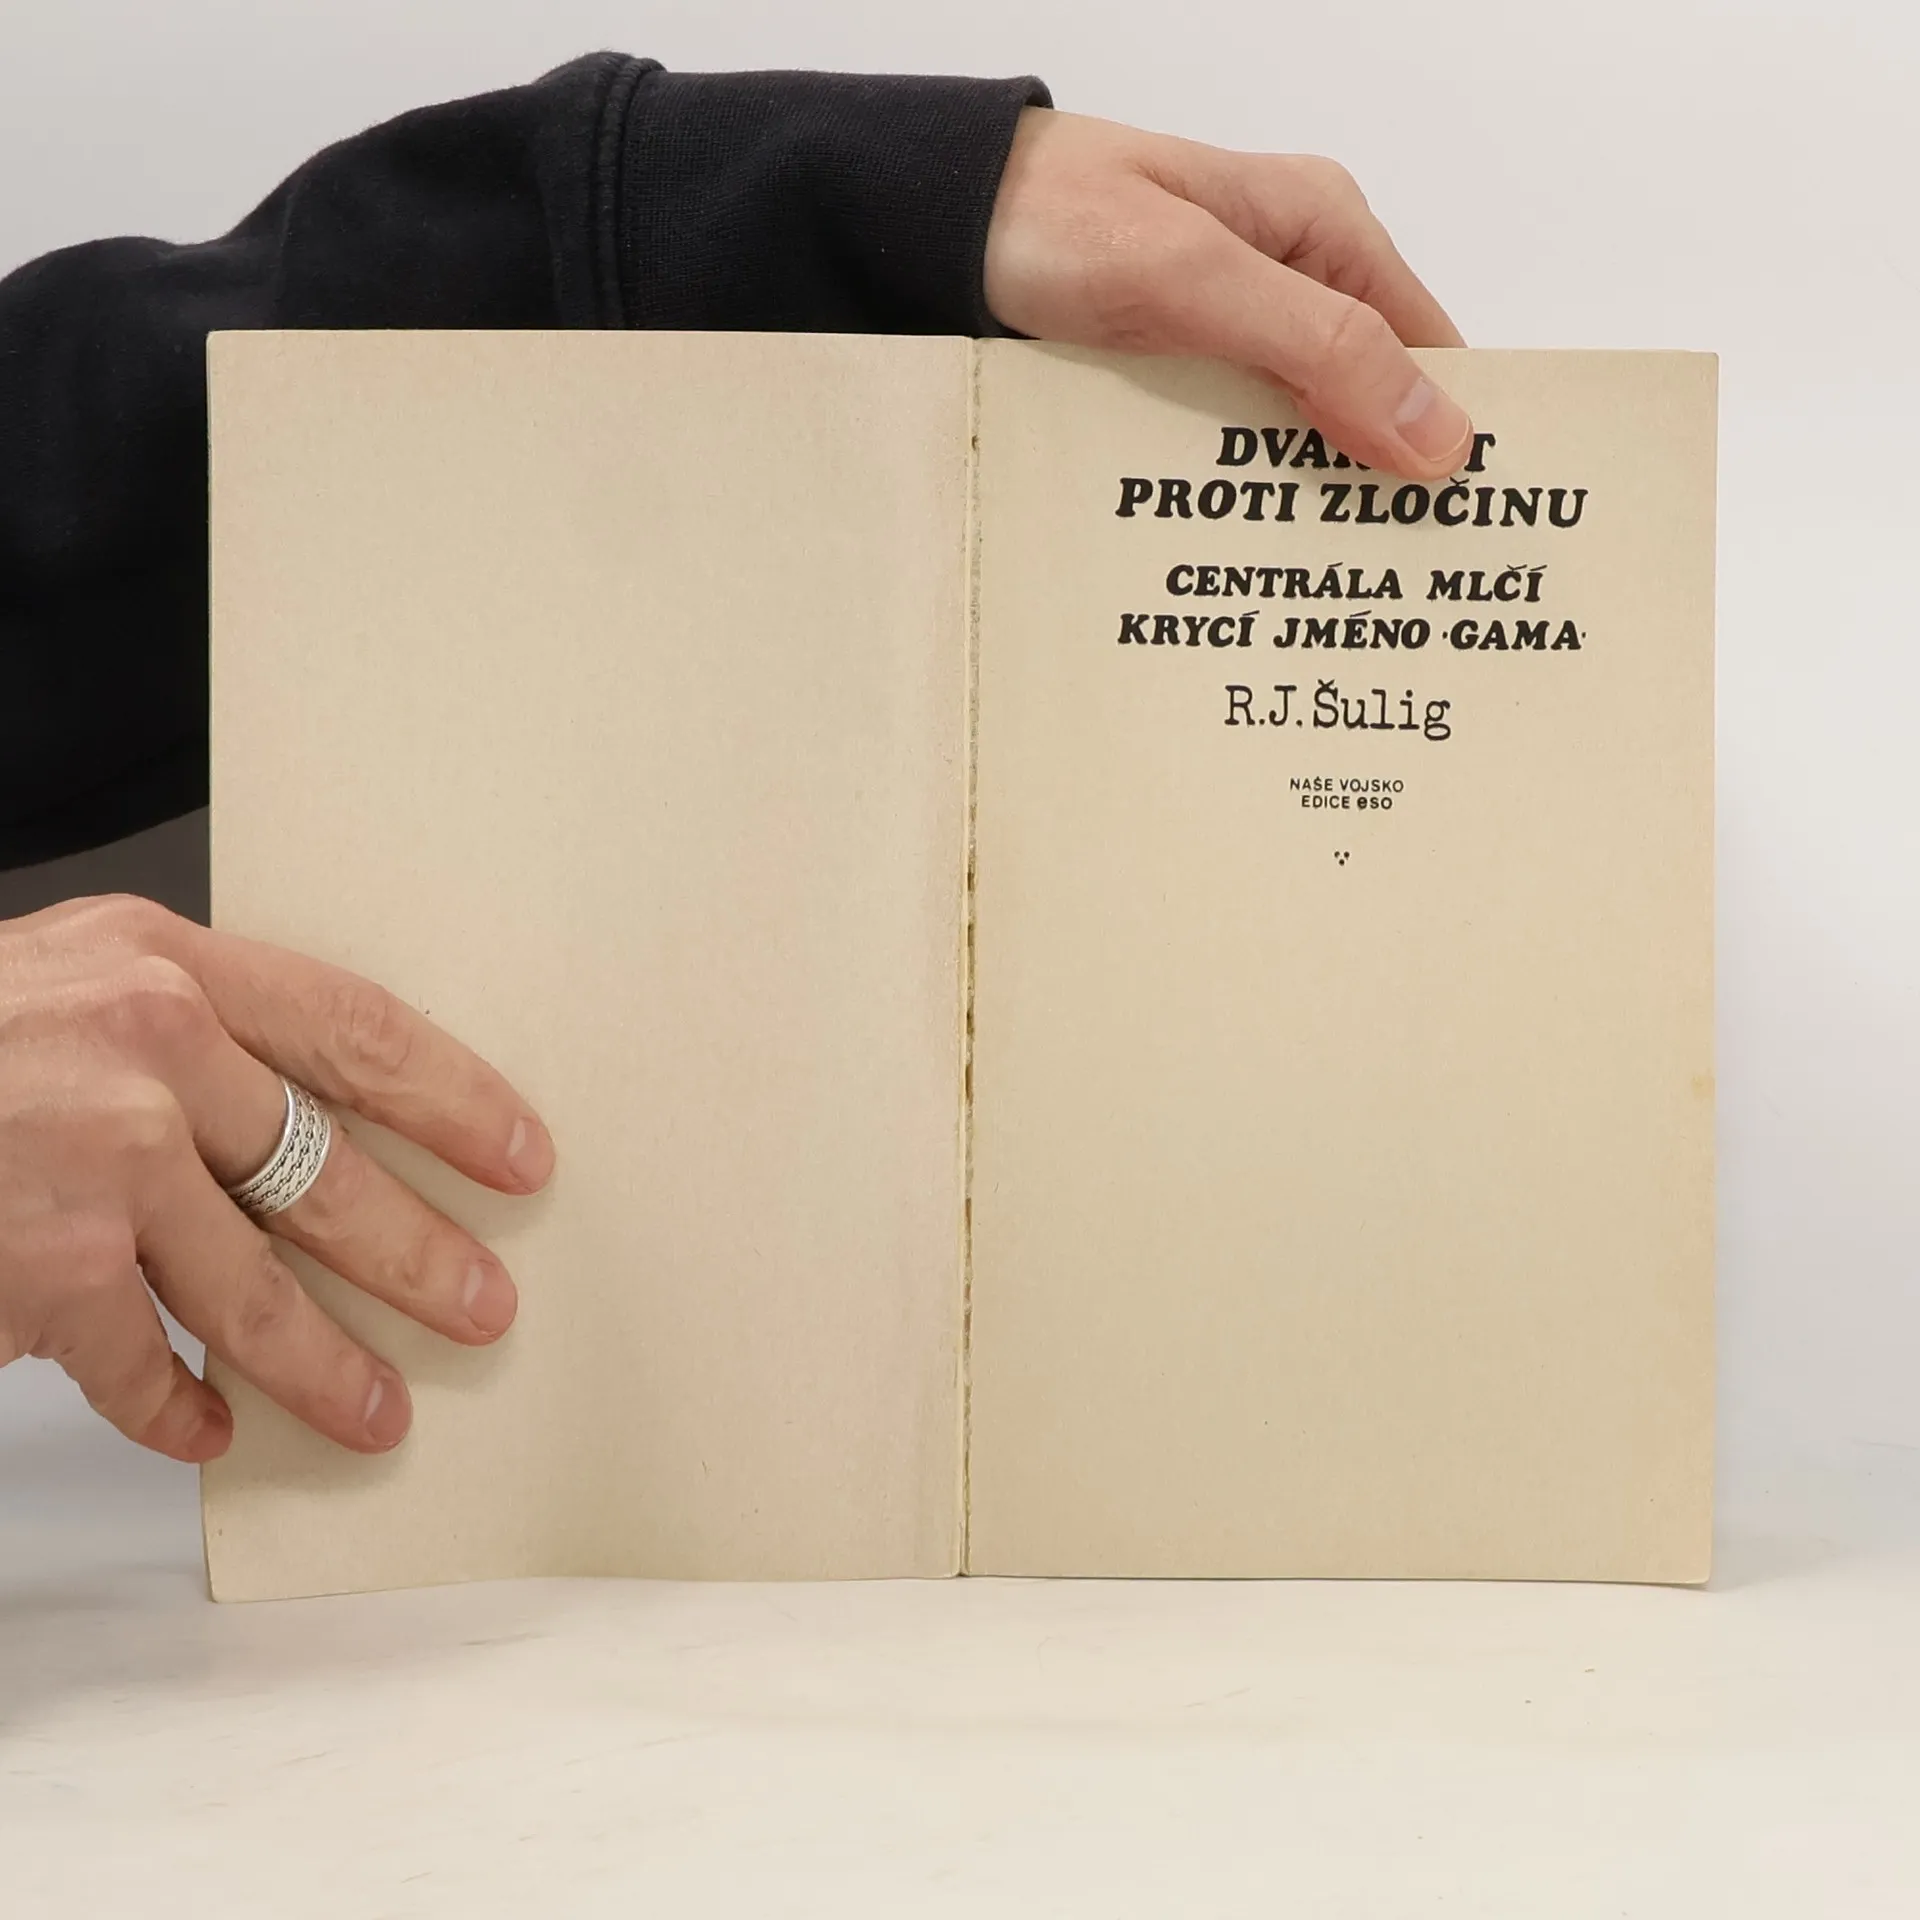 PROTI ZLOČINU
CENTRÁLA MLČÍ
KRYCÍ JMÉNO ·GAMA·
R.J. Šulig
NAŠE VOJSKO
EDICE eso